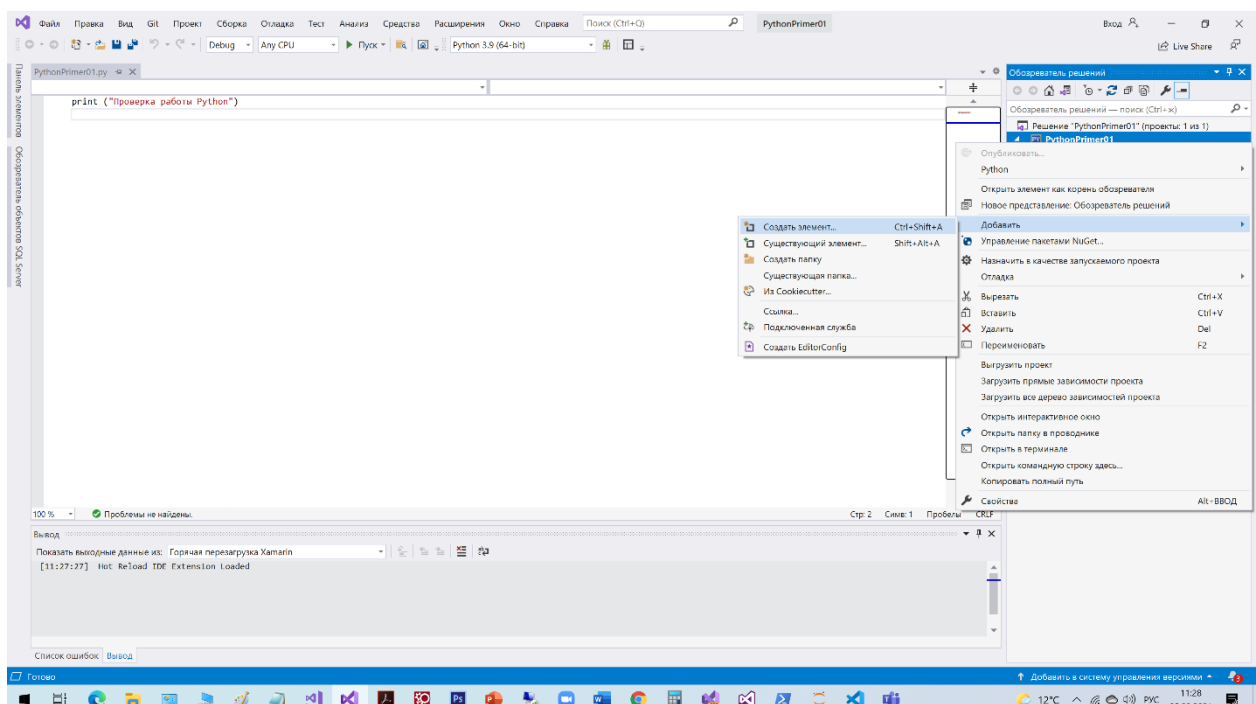 Файл Правка Вид Git Проект Сборка Отладка Тест Анализ Средства Расширения Окно Справка Поиск (Ctrl+Q) PythonPrimer01 Вход
Debug Any CPU Пуск Python 3.9 (64-bit) Live Share
Панель элементов
Обозреватель объектов SQL Server
PythonPrimer01.py
print ("Проверка работы Python")
Обозреватель решений
Обозреватель решений — поиск (Ctrl+ж)
Решение "PythonPrimer01" (проекты: 1 из 1)
PythonPrimer01
Опубликовать...
Python
Открыть элемент как корень обозревателя
Новое представление: Обозреватель решений
Добавить
Управление пакетами NuGet...
Назначить в качестве запускаемого проекта
Отладка
Вырезать Ctrl+X
Вставить Ctrl+V
Удалить Del
Переименовать F2
Выгрузить проект
Загрузить прямые зависимости проекта
Загрузить все дерево зависимостей проекта
Открыть интерактивное окно
Открыть папку в проводнике
Открыть в терминале
Открыть командную строку здесь...
Копировать полный путь
Свойства Alt+ВВОД
Создать элемент... Ctrl+Shift+A
Существующий элемент... Shift+Alt+A
Создать папку
Существующая папка...
Из Cookiecutter...
Ссылка...
Подключенная служба
Создать EditorConfig
100 % Проблемы не найдены. Стр: 2 Симв: 1 Пробелы CRLF
Вывод
Показать выходные данные из: Горячая перезагрузка Xamarin
[11:27:27] Hot Reload IDE Extension Loaded
Список ошибок Вывод
Готово Добавить в систему управления версиями
12°C РУС 11:28